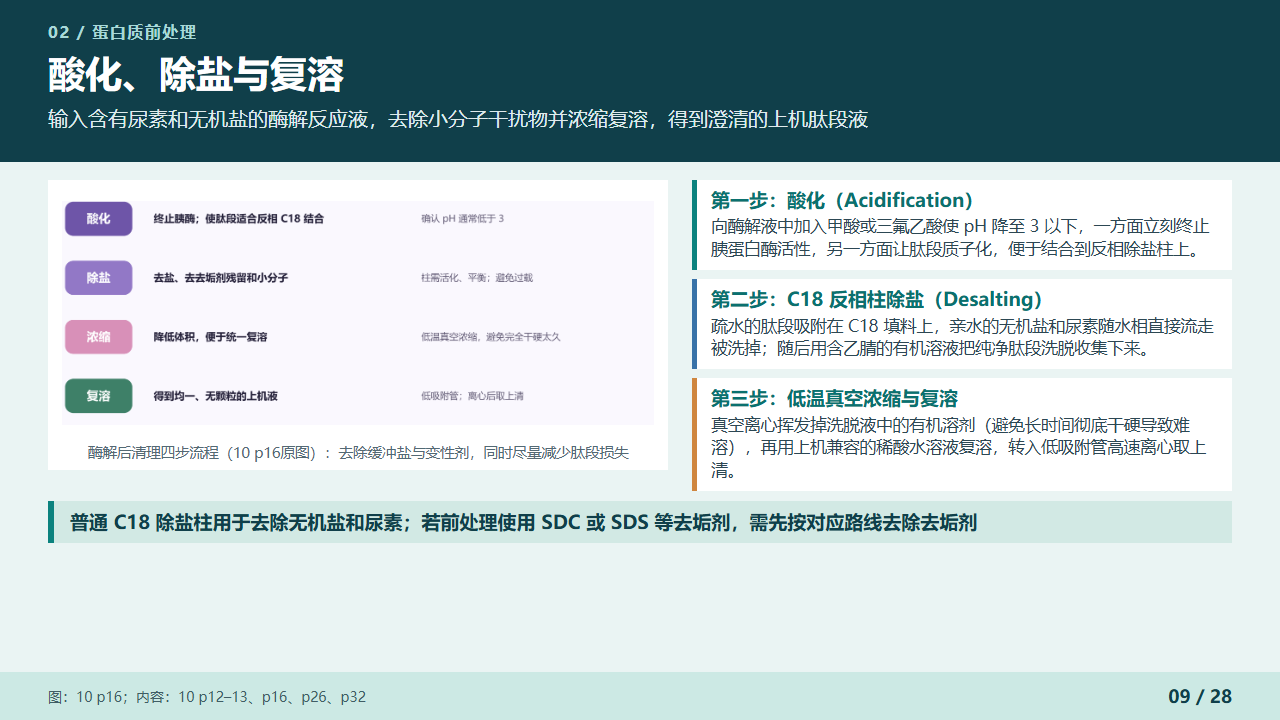 02 / 蛋白质前处理
酸化、除盐与复溶
输入含有尿素和无机盐的酶解反应液，去除小分子干扰物并浓缩复溶，得到澄清的上机肽段液
酸化 终止胰酶；使肽段适合反相 C18 结合 确认 pH 通常低于 3
除盐 去盐、去去垢剂残留和小分子 柱需活化、平衡；避免过载
浓缩 降低体积，便于统一复溶 低温真空浓缩，避免完全干硬太久
复溶 得到均一、无颗粒的上机液 低吸附管；离心后取上清
酶解后清理四步流程（10 p16原图）：去除缓冲盐与变性剂，同时尽量减少肽段损失
第一步：酸化（Acidification）
向酶解液中加入甲酸或三氟乙酸使 pH 降至 3 以下，一方面立刻终止
胰蛋白酶活性，另一方面让肽段质子化，便于结合到反相除盐柱上。
第二步：C18 反相柱除盐（Desalting）
疏水的肽段吸附在 C18 填料上，亲水的无机盐和尿素随水相直接流走
被洗掉；随后用含乙腈的有机溶液把纯净肽段洗脱收集下来。
第三步：低温真空浓缩与复溶
真空离心挥发掉洗脱液中的有机溶剂（避免长时间彻底干硬导致难
溶），再用上机兼容的稀酸水溶液复溶，转入低吸附管高速离心取上
清。
普通 C18 除盐柱用于去除无机盐和尿素；若前处理使用 SDC 或 SDS 等去垢剂，需先按对应路线去除去垢剂
图：10 p16；内容：10 p12–13、p16、p26、p32
09 / 28